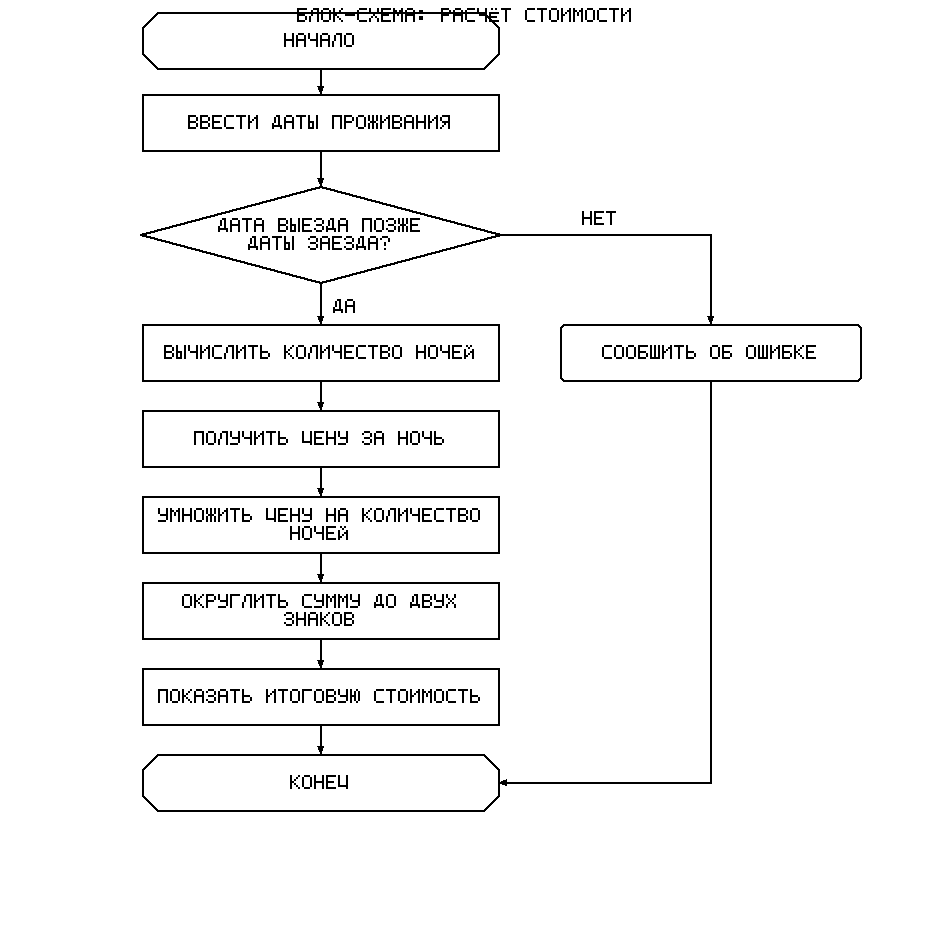 БЛОК-СХЕМА: РАСЧЁТ СТОИМОСТИ
НАЧАЛО
ВВЕСТИ ДАТЫ ПРОЖИВАНИЯ
ДАТА ВЫЕЗДА ПОЗЖЕ
ДАТЫ ЗАЕЗДА?
НЕТ
ДА
ВЫЧИСЛИТЬ КОЛИЧЕСТВО НОЧЕЙ
СООБШИТЬ ОБ ОШИБКЕ
ПОЛУЧИТЬ ЦЕНУ ЗА НОЧЬ
УМНОЖИТЬ ЦЕНУ НА КОЛИЧЕСТВО
НОЧЕЙ
ОКРУГЛИТЬ СУММУ ДО ДВУХ
ЗНАКОВ
ПОКАЗАТЬ ИТОГОВУЮ СТОИМОСТЬ
КОНЕЦ